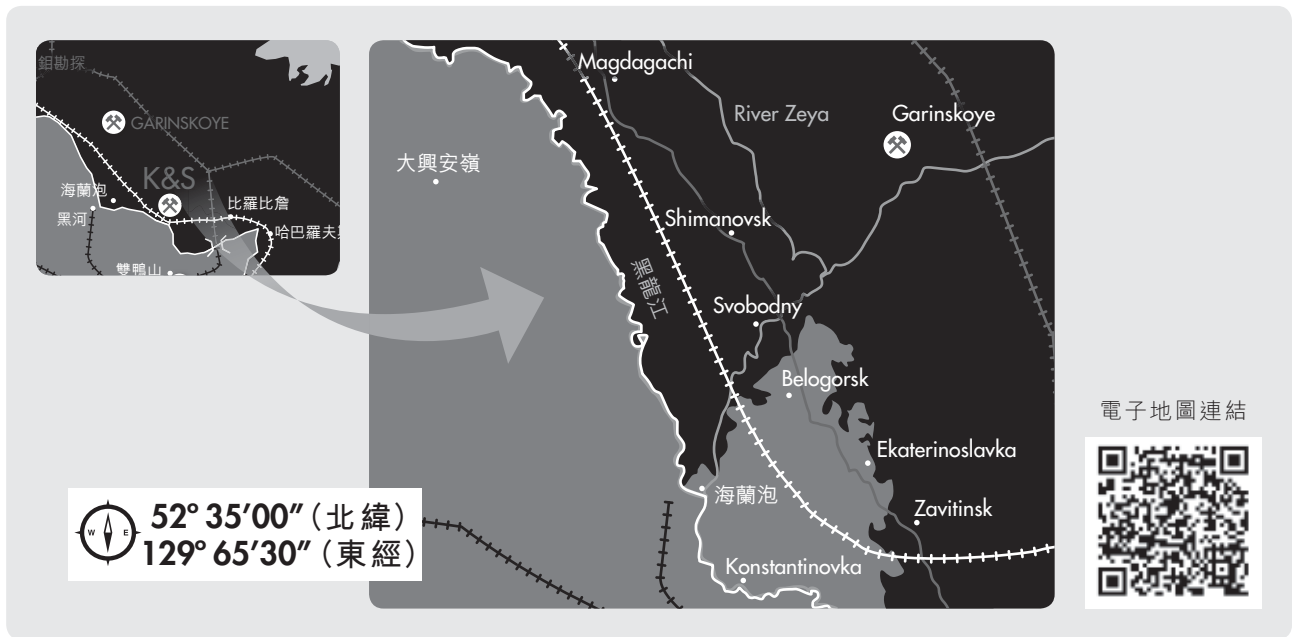 鉬勘探
GARINSKOYE
K&S
海蘭泡
黑河
比羅比詹
哈巴羅夫
雙鴨山
Magdagachi
River Zeya
Garinskoye
大興安嶺
Shimanovsk
黑龍江
Svobodny
Belogorsk
Ekaterinoslavka
海蘭泡
Zavitinsk
Konstantinovka
電子地圖連結
W E
52° 35′00″(北緯)
129° 65′30″(東經)